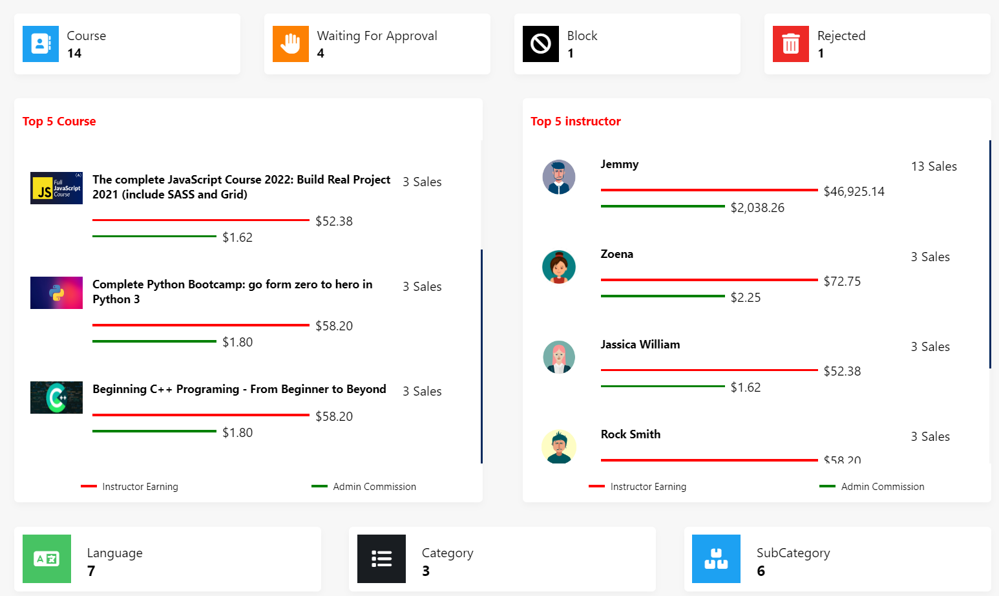 Course
14
Waiting For Approval
4
Block
1
Rejected
1
Top 5 Course
JS
Full
JavaScript
Course
The complete JavaScript Course 2022: Build Real Project
2021 (include SASS and Grid)
3 Sales
$52.38
$1.62
Complete Python Bootcamp: go form zero to hero in
Python 3
3 Sales
$58.20
$1.80
C++
Beginning C++ Programing - From Beginner to Beyond
3 Sales
$58.20
$1.80
Instructor Earning
Admin Commission
Top 5 instructor
Jemmy
13 Sales
$46,925.14
$2,038.26
Zoena
3 Sales
$72.75
$2.25
Jassica William
3 Sales
$52.38
$1.62
Rock Smith
3 Sales
$58.20
Instructor Earning
Admin Commission
A
Language
7
Category
3
SubCategory
6